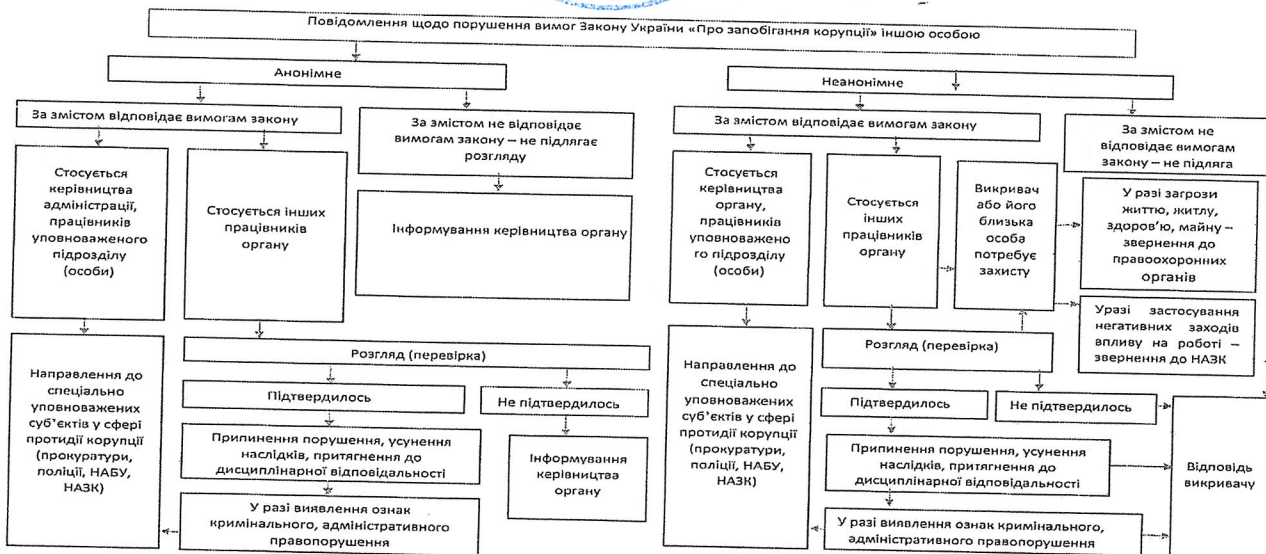 Повідомлення щодо порушення вимог Закону України «Про запобігання корупції» іншою особою
Анонімне
За змістом відповідає вимогам закону
За змістом не відповідає
вимогам закону – не підлягає
розгляду
Стосується
керівництва
адміністрації,
працівників
уповноваженого
підрозділу
(особи)
Стосується інших
працівників
органу
Інформування керівництва органу
Розгляд (перевірка)
Направлення до
спеціально
уповноважених
суб’єктів у сфері
протидії корупції
(прокуратури,
поліції, НАБУ,
НАЗК)
Підтвердилось
Не підтвердилось
Припинення порушення, усунення
наслідків, притягнення до
дисциплінарної відповідальності
Інформування
керівництва
органу
У разі виявлення ознак
кримінального, адміністративного
правопорушення
Неанонімне
За змістом відповідає вимогам закону
За змістом не
відповідає вимогам
закону – не підляга
Стосується
керівництва
органу,
працівників
уповноважено
го підрозділу
(особи)
Стосується
інших
працівників
органу
Викривач
або його
близька
особа
потребує
захисту
У разі загрози
життю, житлу,
здоров’ю, майну –
звернення до
правоохоронних
органів
Уразі застосування
негативних заходів
впливу на роботі –
звернення до НАЗК
Розгляд (перевірка)
Направлення до
спеціально
уповноважених
суб’єктів у сфері
протидії корупції
(прокуратури,
поліції, НАБУ,
НАЗК)
Підтвердилось
Не підтвердилось
Припинення порушення, усунення
наслідків, притягнення до
дисциплінарної відповідальності
У разі виявлення ознак кримінального,
адміністративного правопорушення
Відповідь
викривачу